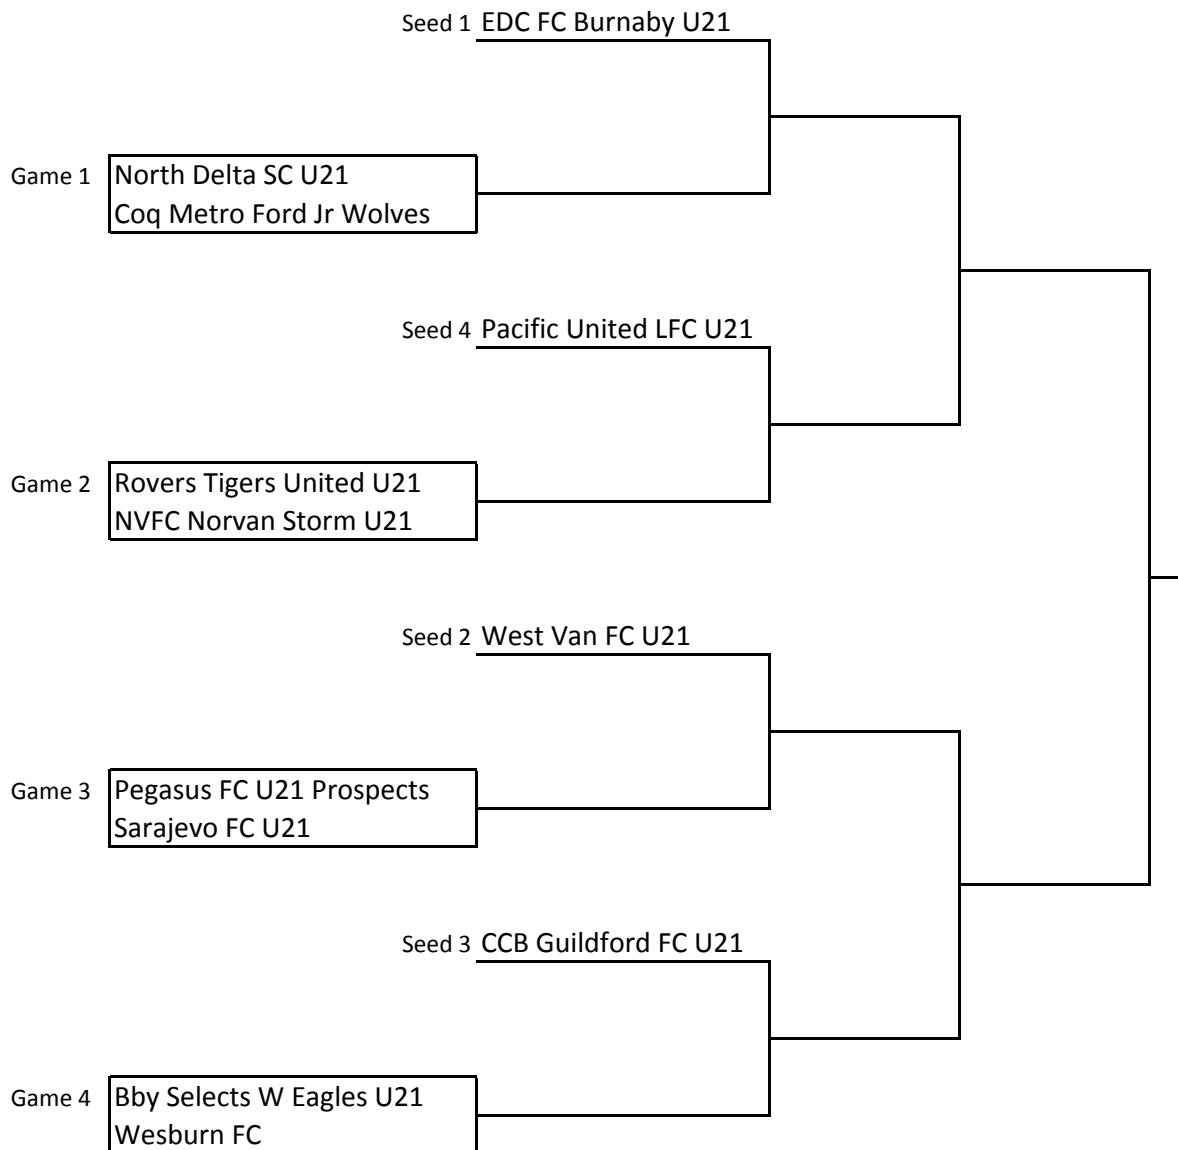 Seed 1 EDC FC Burnaby U21
Game 1 North Delta SC U21
Coq Metro Ford Jr Wolves
Seed 4 Pacific United LFC U21
Game 2 Rovers Tigers United U21
NVFC Norvan Storm U21
Seed 2 West Van FC U21
Game 3 Pegasus FC U21 Prospects
Sarajevo FC U21
Seed 3 CCB Guildford FC U21
Game 4 Bby Selects W Eagles U21
Wesburn FC